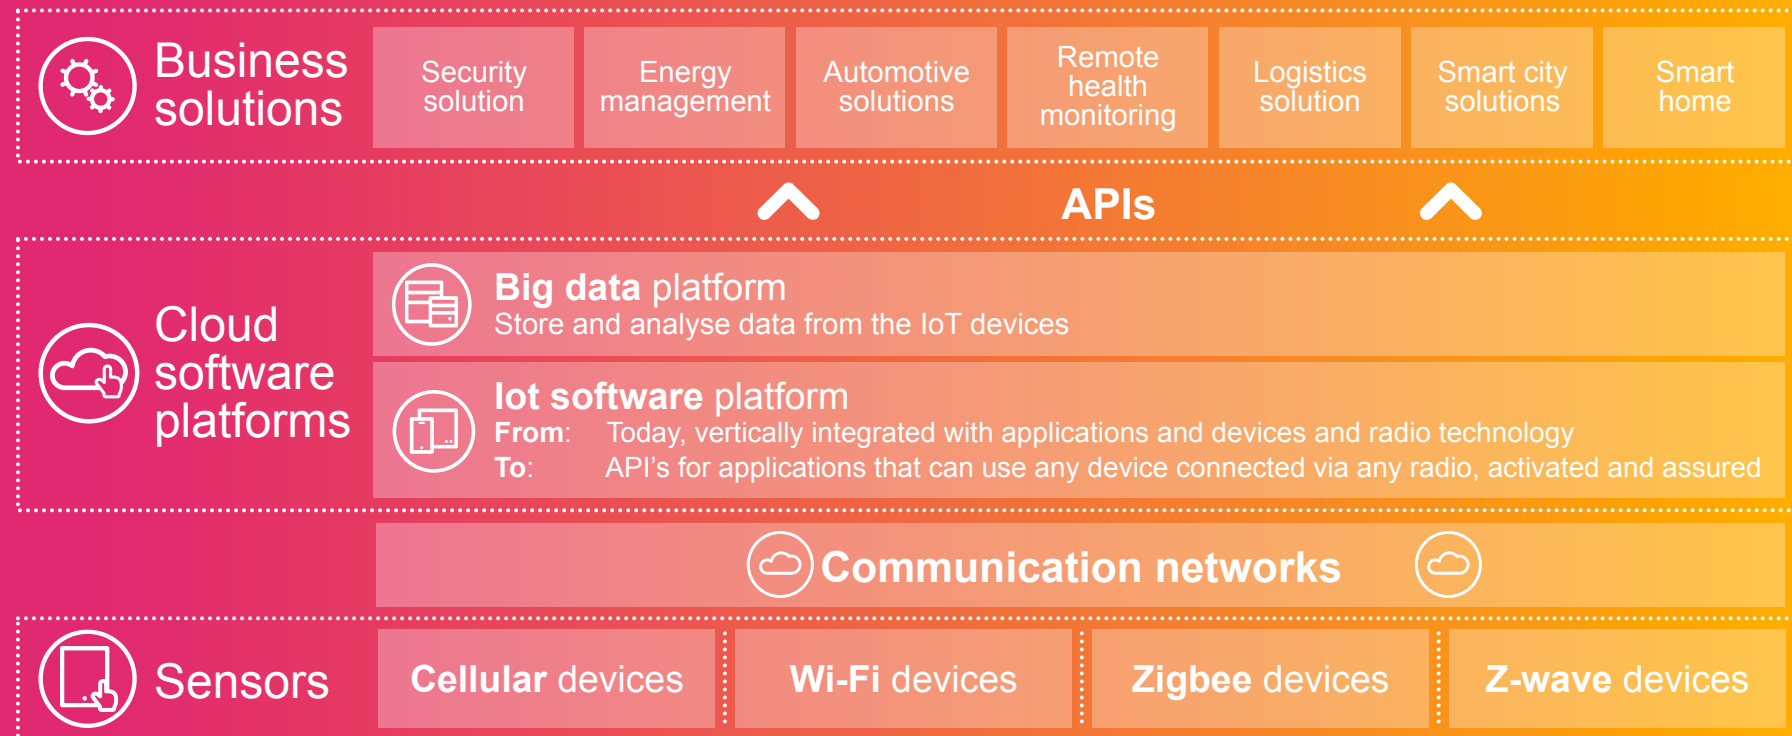 Business
solutions
Security
solution
Energy
management
Automotive
solutions
Remote
health
monitoring
Logistics
solution
Smart city
solutions
Smart
home
APIs
Cloud
software
platforms
Big data platform
Store and analyse data from the IoT devices
Iot software platform
From: Today, vertically integrated with applications and devices and radio technology
To: API's for applications that can use any device connected via any radio, activated and assured
Communication networks
Sensors
Cellular devices
Wi-Fi devices
Zigbee devices
Z-wave devices